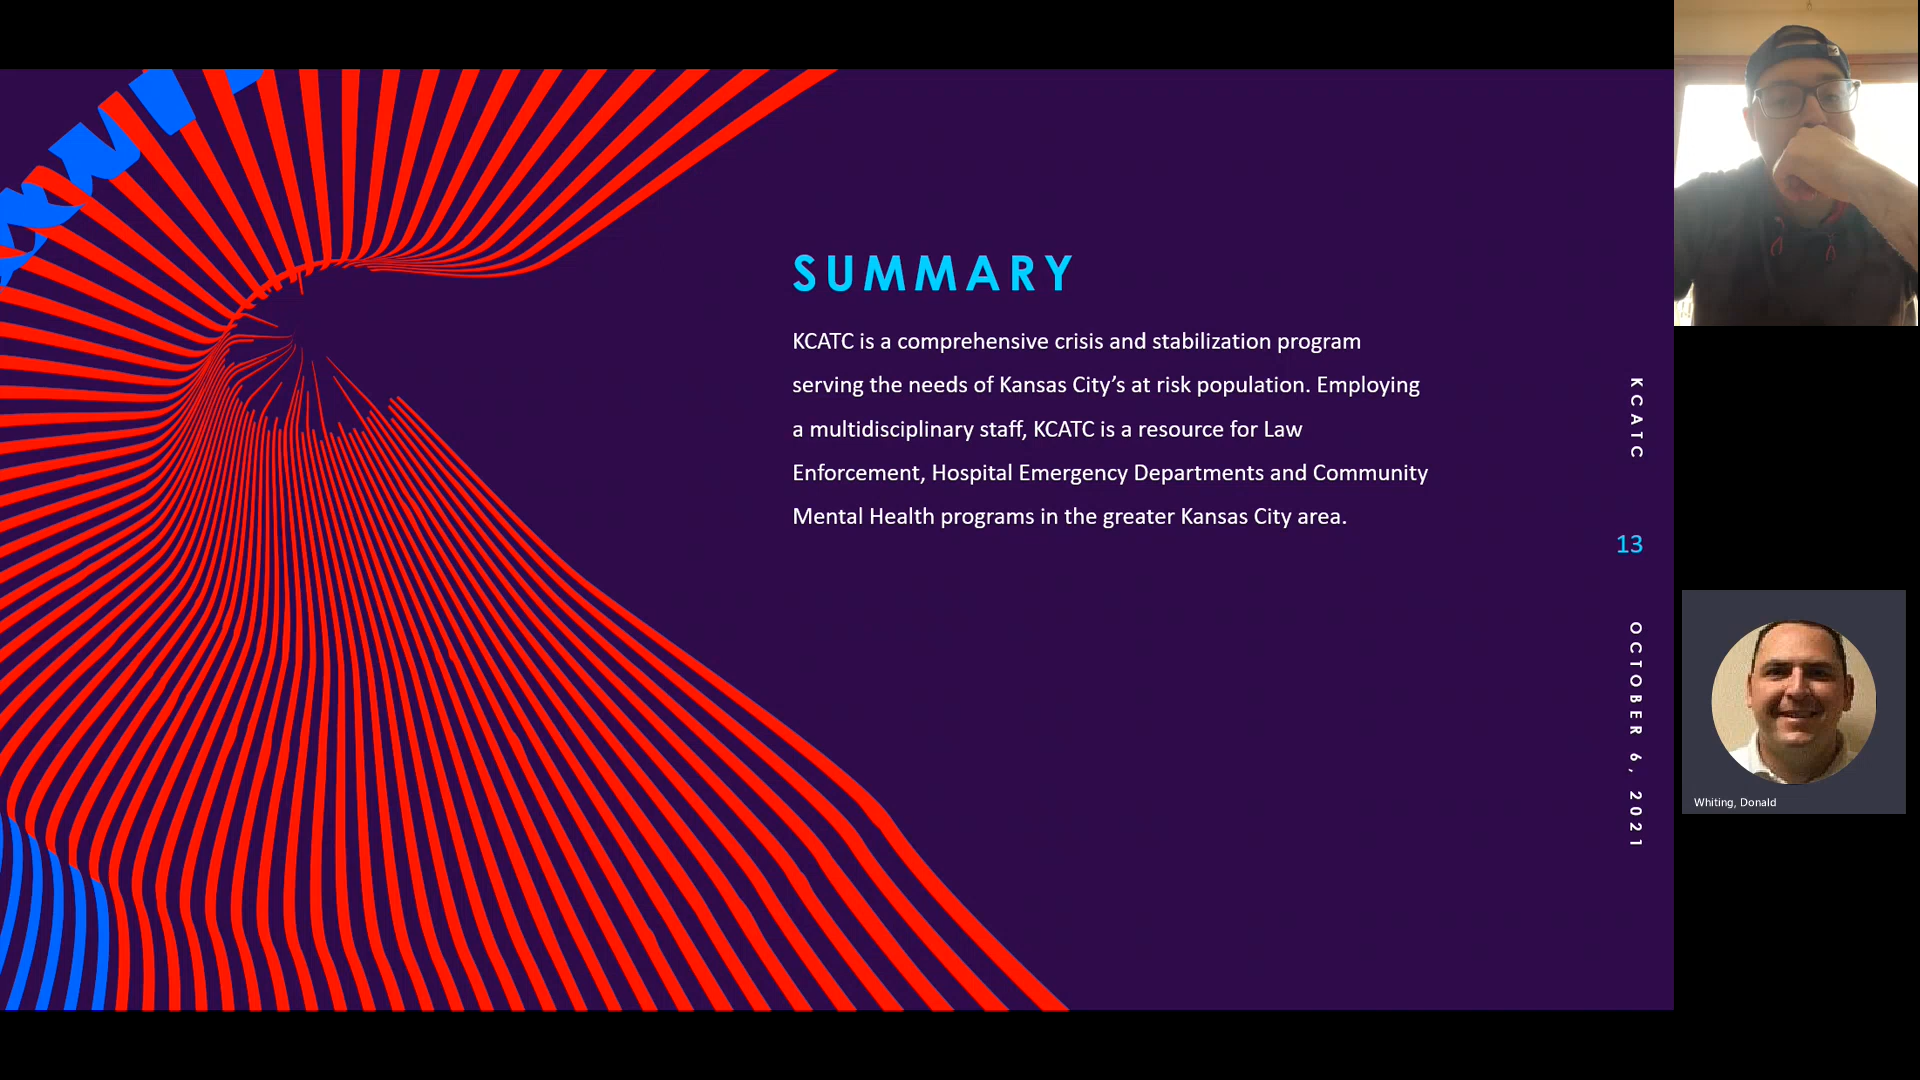 SUMMARY
KCATC is a comprehensive crisis and stabilization program
serving the needs of Kansas City’s at risk population. Employing
a multidisciplinary staff, KCATC is a resource for Law
Enforcement, Hospital Emergency Departments and Community
Mental Health programs in the greater Kansas City area.
KCATC
13
OCTOBER 6, 2021
Whiting, Donald